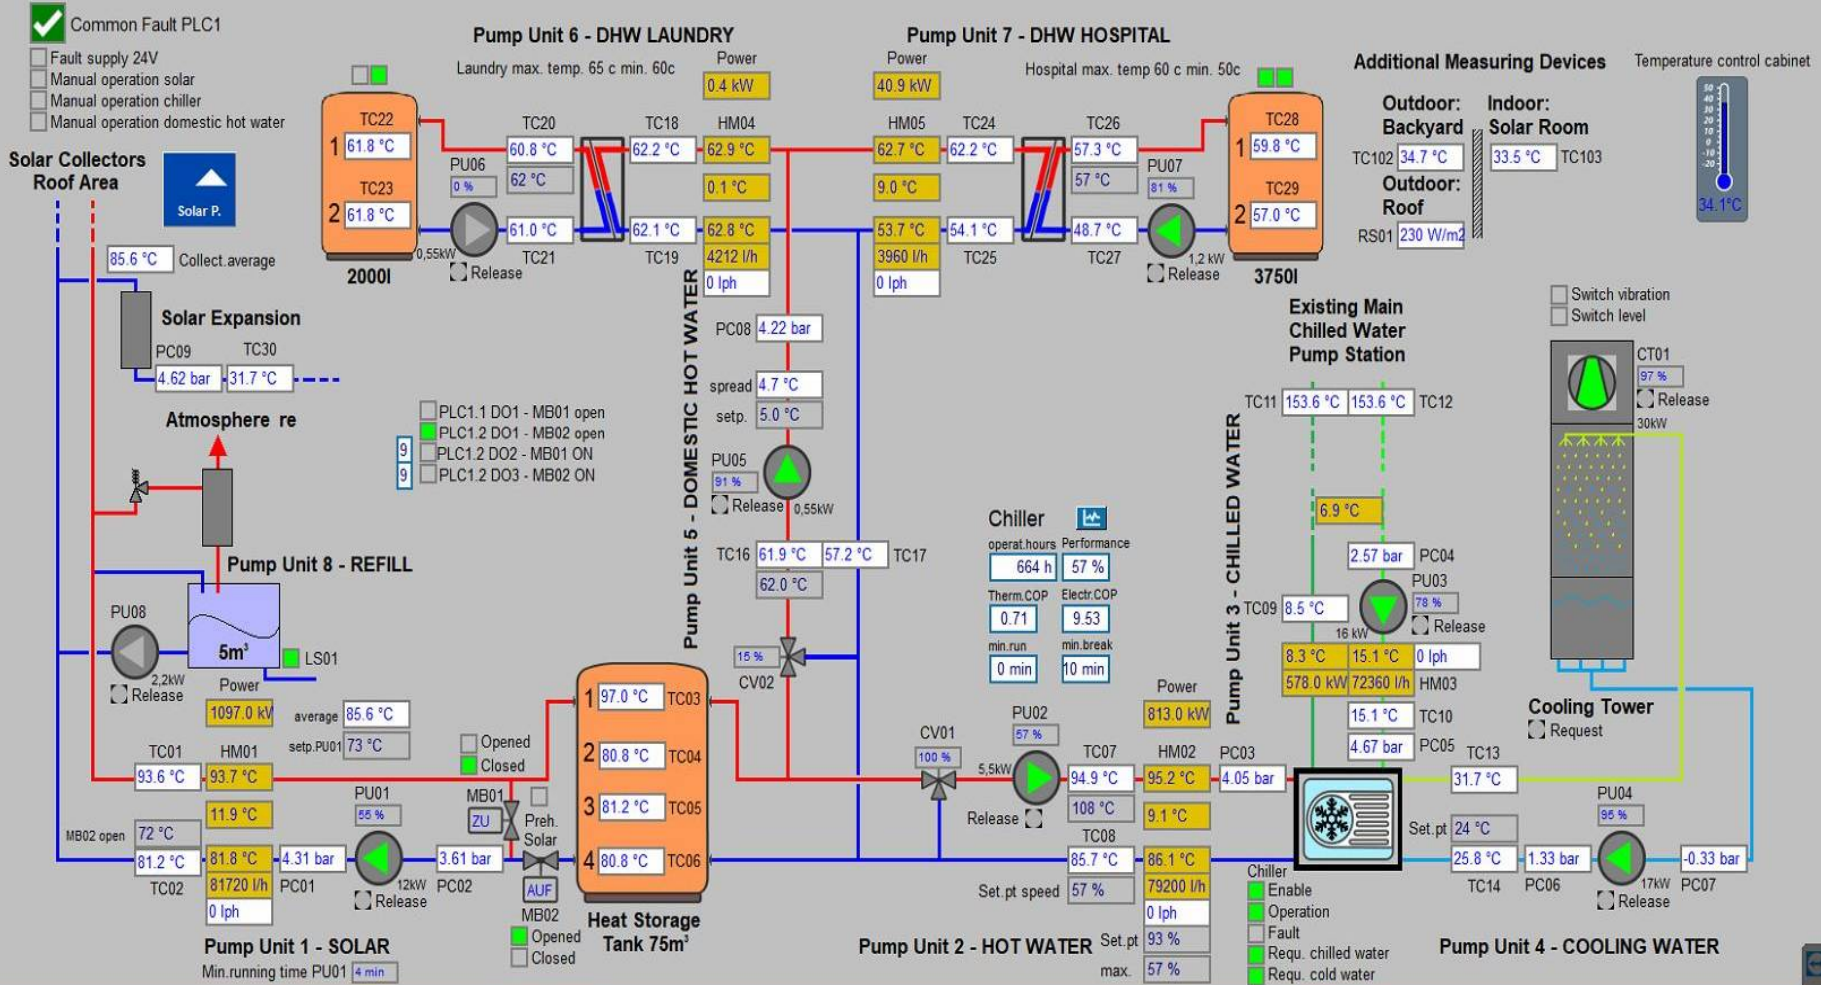 Common Fault PLC1
Fault supply 24V
Manual operation solar
Manual operation chiller
Manual operation domestic hot water
Solar Collectors
Roof Area
Solar P.
85.6 °C Collect.average
Solar Expansion
PC09 TC30
4.62 bar 31.7 °C
Atmosphere re
Pump Unit 8 - REFILL
PU08
5m³
LS01
2,2kW
Release
Power
1097.0 kW
average 85.6 °C
setp.PU01 73 °C
TC01 HM01
93.6 °C 93.7 °C
11.9 °C
MB02 open 72 °C
81.2 °C 81.8 °C 4.31 bar
TC02 81720 l/h PC01
0 lph
PU01
55 %
12kW
Release
3.61 bar
PC02
Pump Unit 1 - SOLAR
Min.running time PU01 4 min
Opened
Closed
MB01
ZU
Preh.
Solar
AUF
MB02
Opened
Closed
1 97.0 °C TC03
2 80.8 °C TC04
3 81.2 °C TC05
4 80.8 °C TC06
Heat Storage
Tank 75m³
PLC1.1 DO1 - MB01 open
PLC1.2 DO1 - MB02 open
9 PLC1.2 DO2 - MB01 ON
9 PLC1.2 DO3 - MB02 ON
Pump Unit 6 - DHW LAUNDRY
Laundry max. temp. 65 c min. 60c
Power
0.4 kW
TC22
1 61.8 °C
TC23
2 61.8 °C
2000l
PU06
0 %
0,55kW
Release
TC20 TC18 HM04
60.8 °C 62.2 °C 62.9 °C
62 °C 0.1 °C
61.0 °C 62.1 °C 62.8 °C
TC21 TC19 4212 l/h
0 lph
Pump Unit 7 - DHW HOSPITAL
Hospital max. temp 60 c min. 50c
Power
40.9 kW
HM05 TC24 TC26
62.7 °C 62.2 °C 57.3 °C
9.0 °C 57 °C
53.7 °C 54.1 °C 48.7 °C
3960 l/h TC25 TC27
0 lph
PU07
81 %
1,2 kW
Release
TC28
1 59.8 °C
TC29
2 57.0 °C
3750l
Pump Unit 5 - DOMESTIC HOT WATER
PC08 4.22 bar
spread 4.7 °C
setp. 5.0 °C
PU05
91 %
Release 0,55kW
TC16 61.9 °C 57.2 °C TC17
62.0 °C
15 %
CV02
Additional Measuring Devices
Outdoor:
Backyard
TC102 34.7 °C
Outdoor:
Roof
RS01 230 W/m2
Indoor:
Solar Room
33.5 °C TC103
Temperature control cabinet
50
40
30
20
10
0
-10
-20
34.1°C
Existing Main
Chilled Water
Pump Station
TC11 153.6 °C 153.6 °C TC12
Pump Unit 3 - CHILLED WATER
6.9 °C
2.57 bar PC04
PU03
TC09 8.5 °C
78 %
16 kW
Release
8.3 °C 15.1 °C 0 lph
578.0 kW 72360 l/h HM03
15.1 °C TC10
4.67 bar PC05
Chiller
operat.hours Performance
664 h 57 %
Therm.COP Electr.COP
0.71 9.53
min.run min.break
0 min 10 min
CV01
100 %
PU02
57 %
5,5kW
Release
Power
813.0 kW
TC07 HM02 PC03
94.9 °C 95.2 °C 4.05 bar
108 °C 9.1 °C
TC08
85.7 °C 86.1 °C
Set.pt speed 57 % 79200 l/h
0 lph
Set.pt 93 %
max. 57 %
Pump Unit 2 - HOT WATER
Chiller
Enable
Operation
Fault
Requ. chilled water
Requ. cold water
Switch vibration
Switch level
CT01
97 %
Release
30kW
Cooling Tower
Request
TC13
31.7 °C
Set.pt 24 °C
25.8 °C 1.33 bar
TC14 PC06
PU04
95 %
17kW
Release
-0.33 bar
PC07
Pump Unit 4 - COOLING WATER